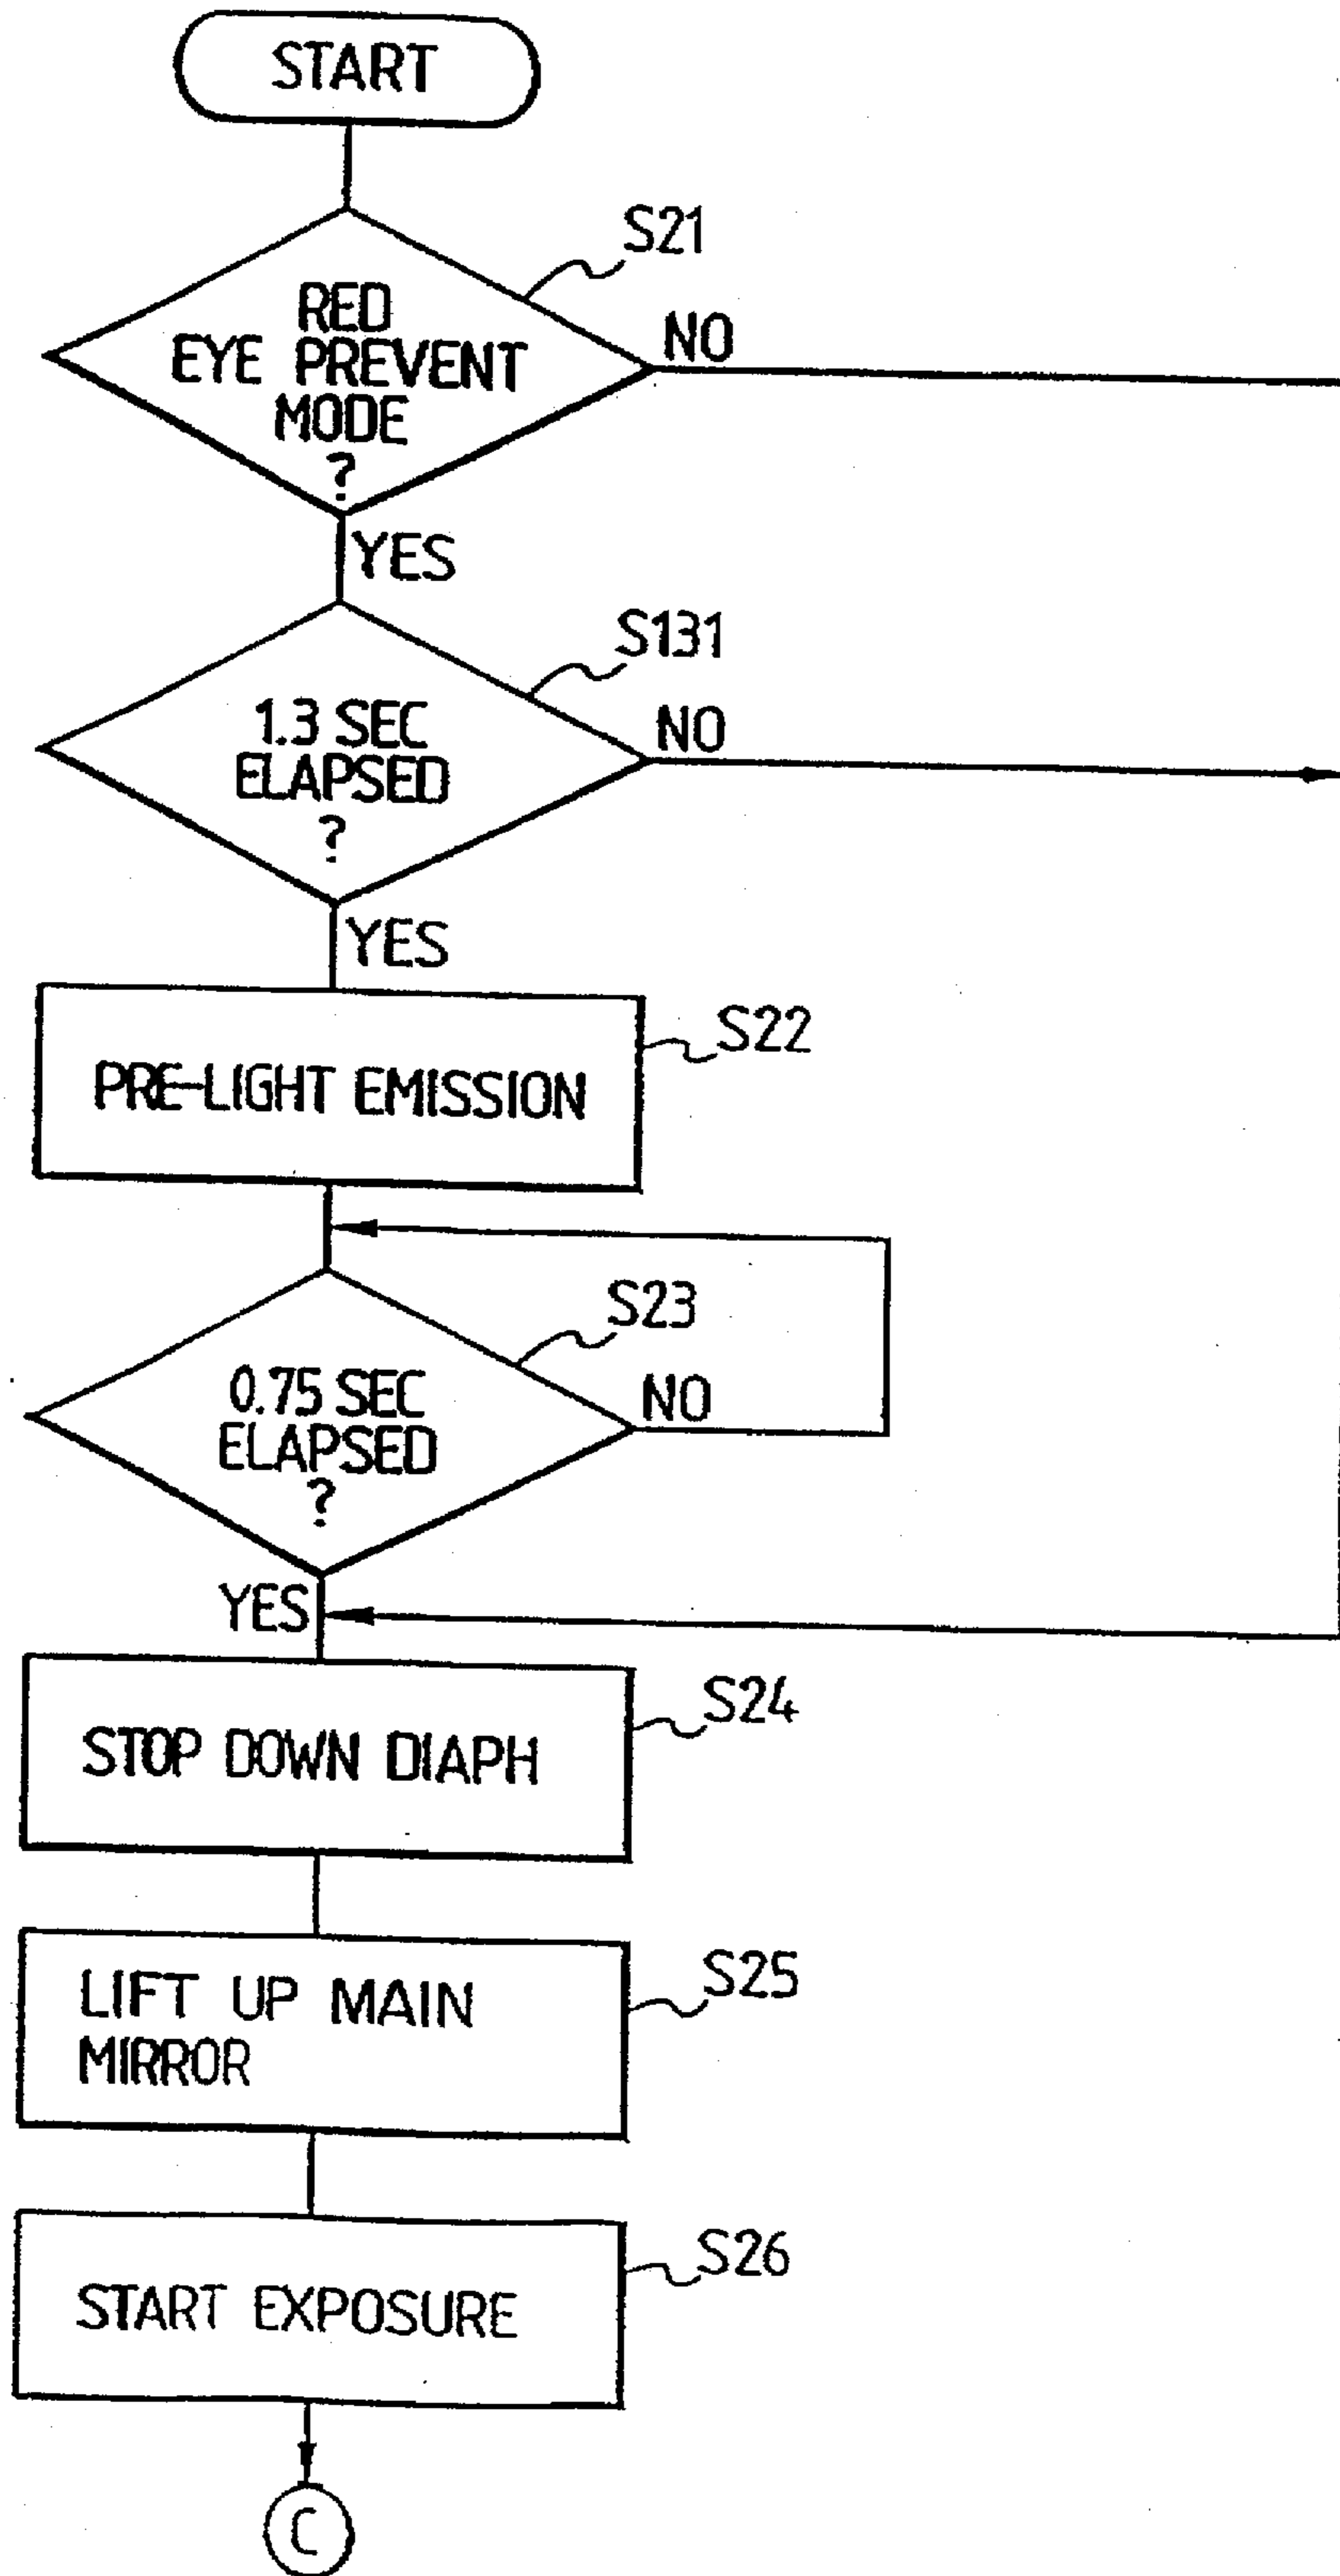 START
S21
RED
EYE PREVENT
MODE
?
NO
YES
S131
1.3 SEC
ELAPSED
?
NO
YES
S22
PRE-LIGHT EMISSION
S23
0.75 SEC
ELAPSED
?
NO
YES
S24
STOP DOWN DIAPH
S25
LIFT UP MAIN
MIRROR
S26
START EXPOSURE
C